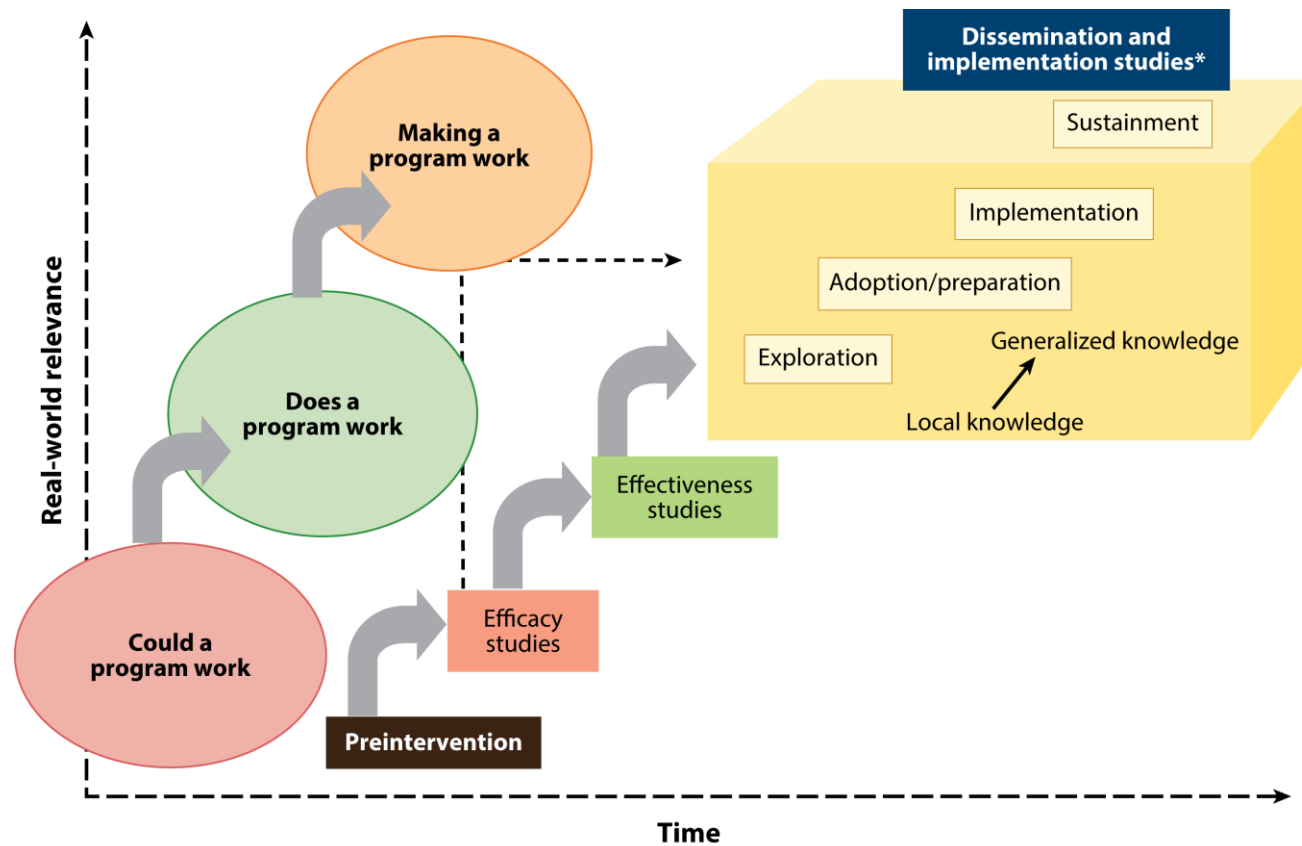 Dissemination and
implementation studies*
Sustainment
Making a
program work
Implementation
Adoption/preparation
Generalized knowledge
Exploration
Local knowledge
Does a
program work
Effectiveness
studies
Efficacy
studies
Could a
program work
Preintervention
Real-world relevance
Time